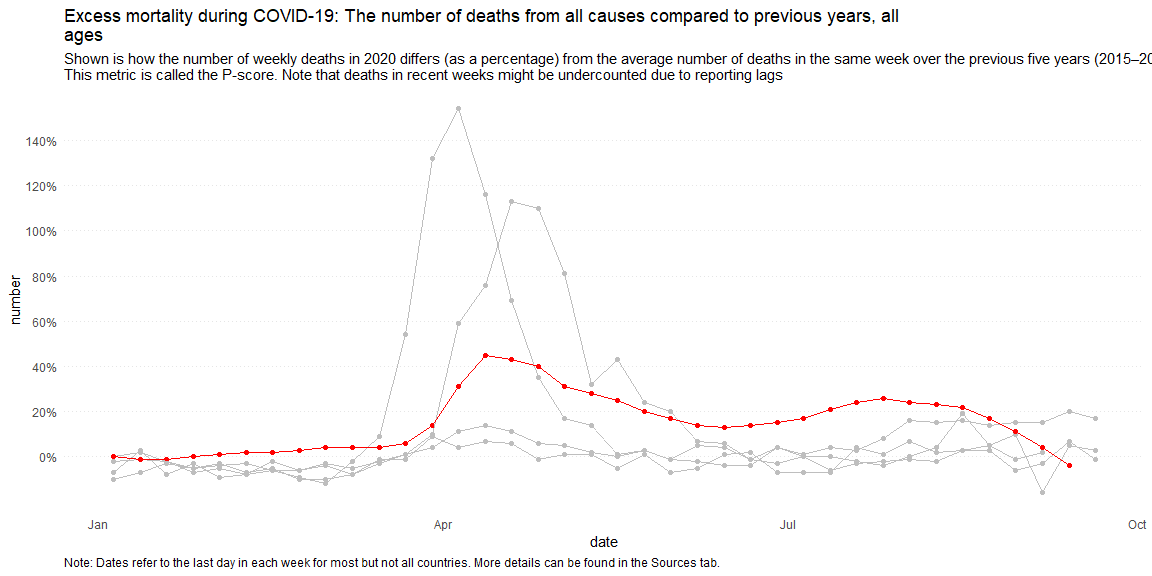 Excess mortality during COVID-19: The number of deaths from all causes compared to previous years, all
ages
Shown is how the number of weekly deaths in 2020 differs (as a percentage) from the average number of deaths in the same week over the previous five years (2015–20
This metric is called the P-score. Note that deaths in recent weeks might be undercounted due to reporting lags
140%
120%
100%
80%
60%
40%
20%
0%
number
Jan
Apr
Jul
Oct
date
Note: Dates refer to the last day in each week for most but not all countries. More details can be found in the Sources tab.